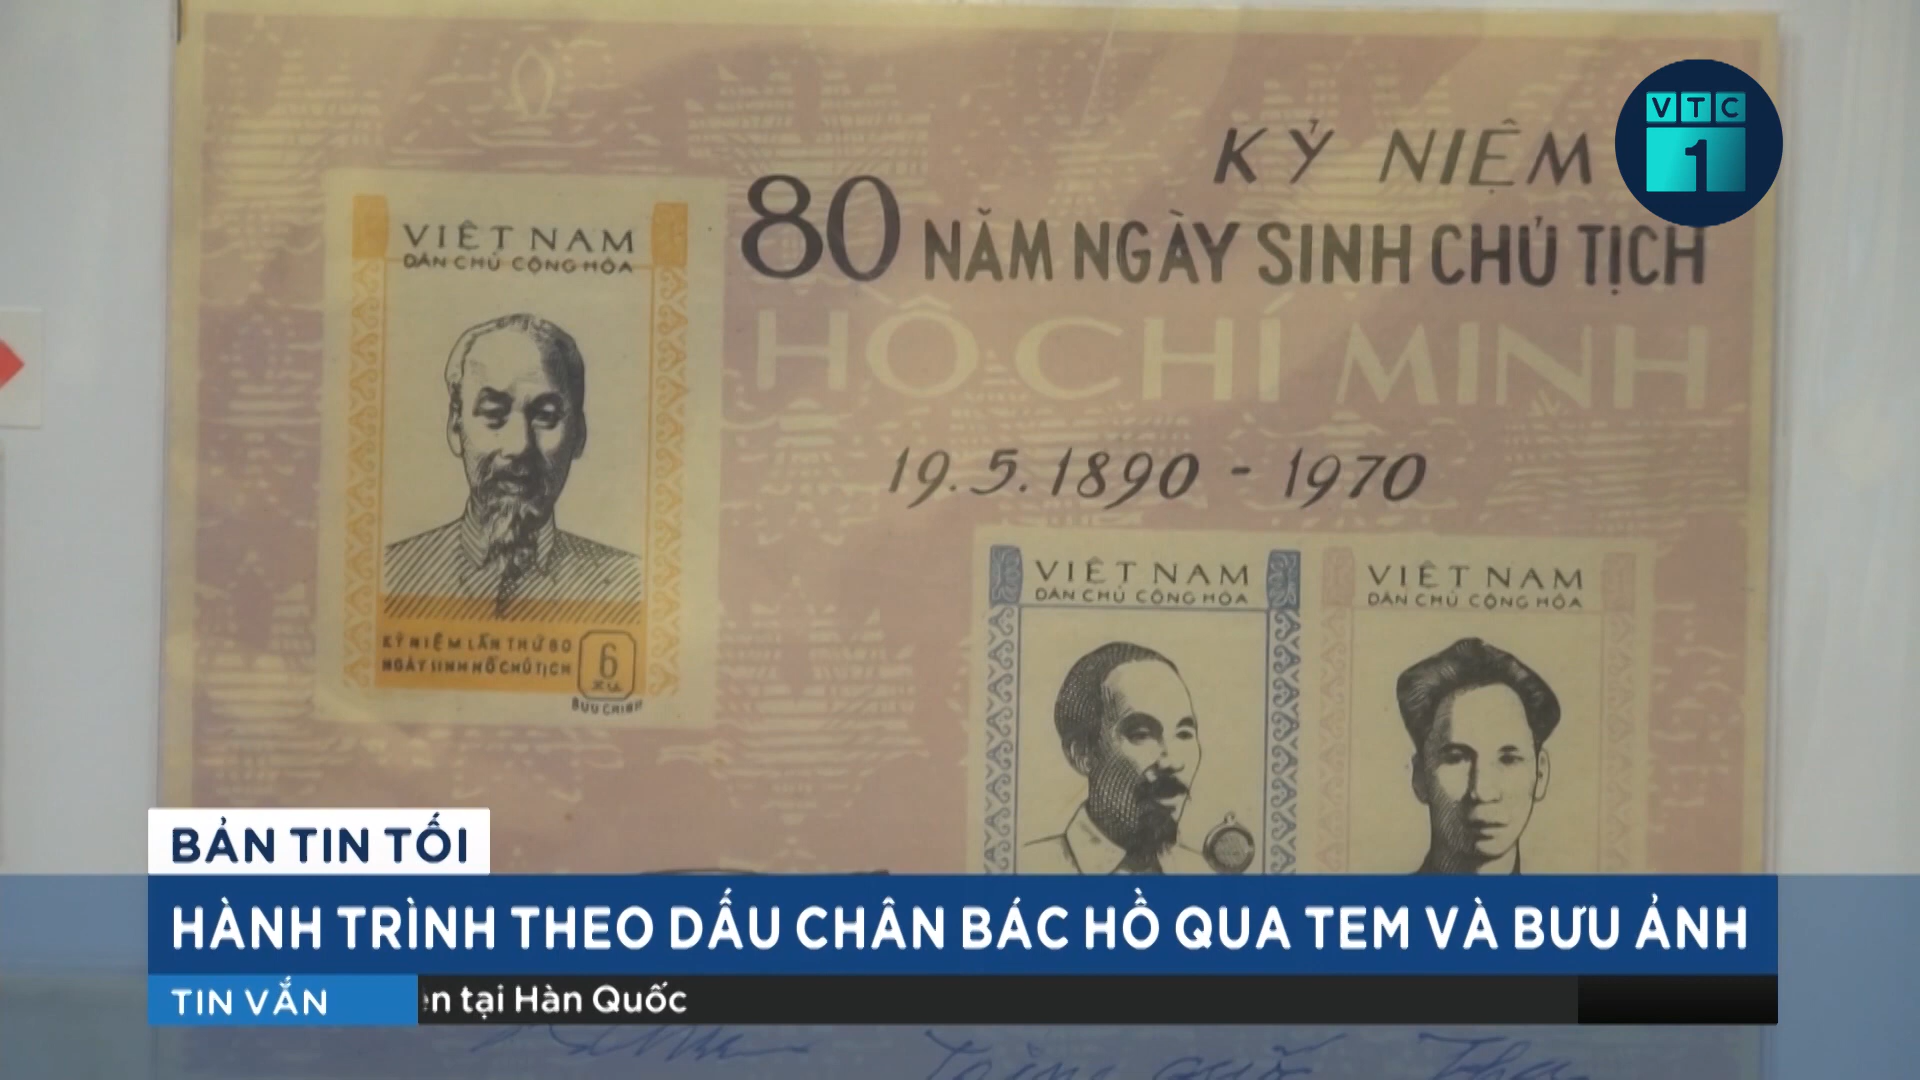 VTC
1
KỶ NIỆM
80 NĂM NGÀY SINH CHỦ TỊCH
HỒ CHÍ MINH
19.5.1890 - 1970
VIỆT NAM
DÂN CHỦ CỘNG HÒA
KỶ NIỆM LẦN THỨ 80
NGÀY SINH HỒ CHỦ TỊCH
6
XU
BƯU CHÍNH
VIỆT NAM
DÂN CHỦ CỘNG HÒA
VIỆT NAM
DÂN CHỦ CỘNG HÒA
BẢN TIN TỐI
HÀNH TRÌNH THEO DẤU CHÂN BÁC HỒ QUA TEM VÀ BƯU ẢNH
TIN VẮN
tại Hàn Quốc